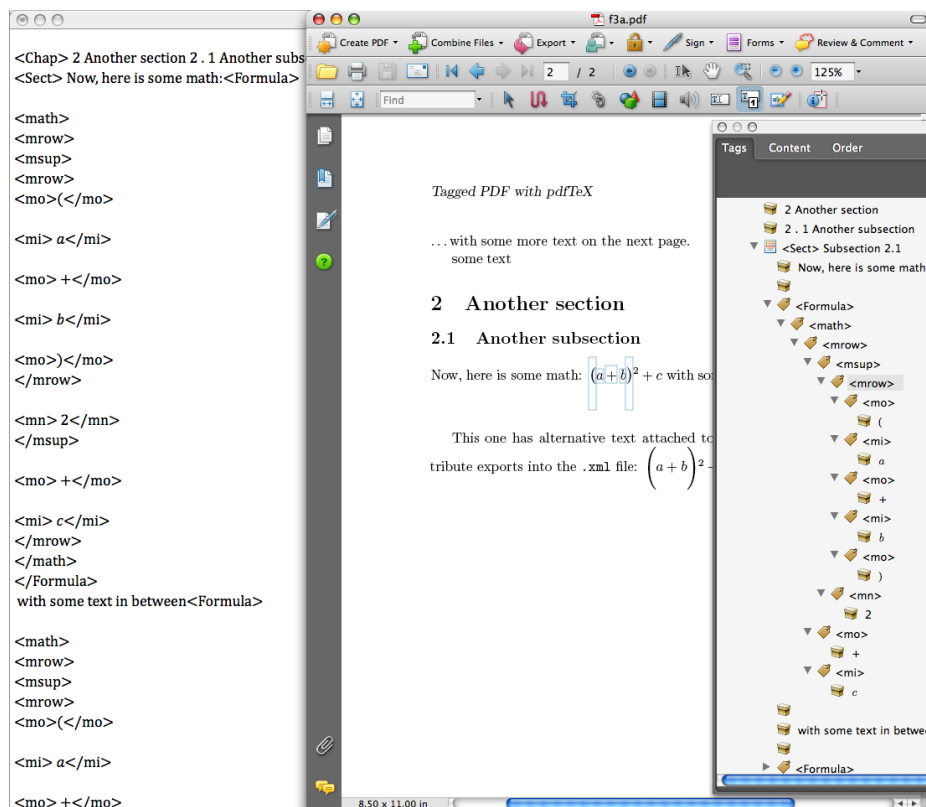 <Chap> 2 Another section 2 . 1 Another subs
<Sect> Now, here is some math:<Formula>
<math>
<mrow>
<msup>
<mrow>
<mo>(</mo>
<mi> a</mi>
<mo> +</mo>
<mi> b</mi>
<mo>)</mo>
</mrow>
<mn> 2</mn>
</msup>
<mo> +</mo>
<mi> c</mi>
</mrow>
</math>
</Formula>
with some text in between<Formula>
<math>
<mrow>
<msup>
<mrow>
<mo>(</mo>
<mi> a</mi>
<mo> +</mo>
f3a.pdf
Create PDF Combine Files Export Sign Forms Review & Comment
2 / 2 125%
Find
Tagged PDF with pdfTeX
...with some more text on the next page.
some text
2 Another section
2.1 Another subsection
Now, here is some math: (a + b)² + c with so
This one has alternative text attached to
tribute exports into the .xml file: (a + b)² -
8.50 x 11.00 in
Tags Content Order
2 Another section
2 . 1 Another subsection
<Sect> Subsection 2.1
Now, here is some math
<Formula>
<math>
<mrow>
<msup>
<mrow>
<mo>
(
<mi>
a
<mo>
+
<mi>
b
<mo>
)
<mn>
2
<mo>
+
<mi>
c
with some text in betwee
<Formula>